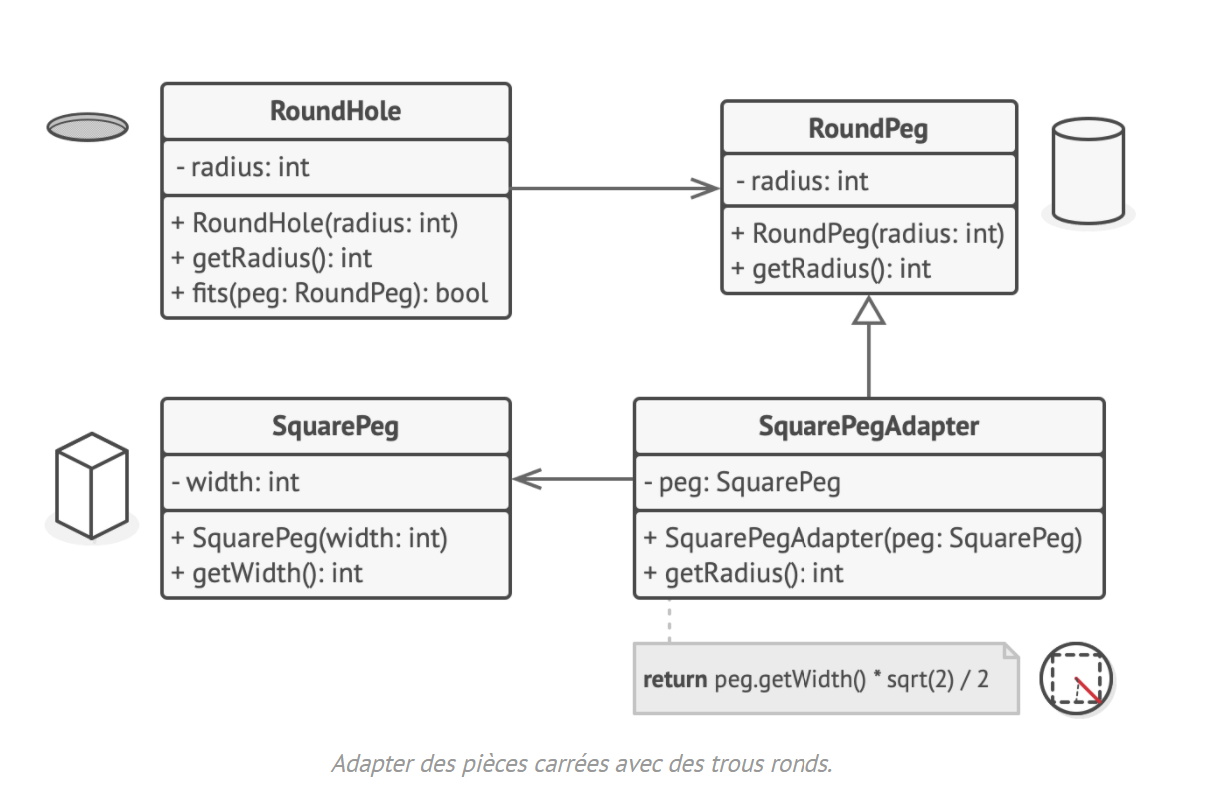 RoundHole
- radius: int
+ RoundHole(radius: int)
+ getRadius(): int
+ fits(peg: RoundPeg): bool
RoundPeg
- radius: int
+ RoundPeg(radius: int)
+ getRadius(): int
SquarePeg
- width: int
+ SquarePeg(width: int)
+ getWidth(): int
SquarePegAdapter
- peg: SquarePeg
+ SquarePegAdapter(peg: SquarePeg)
+ getRadius(): int
return peg.getWidth() * sqrt(2) / 2
Adapter des pièces carrées avec des trous ronds.